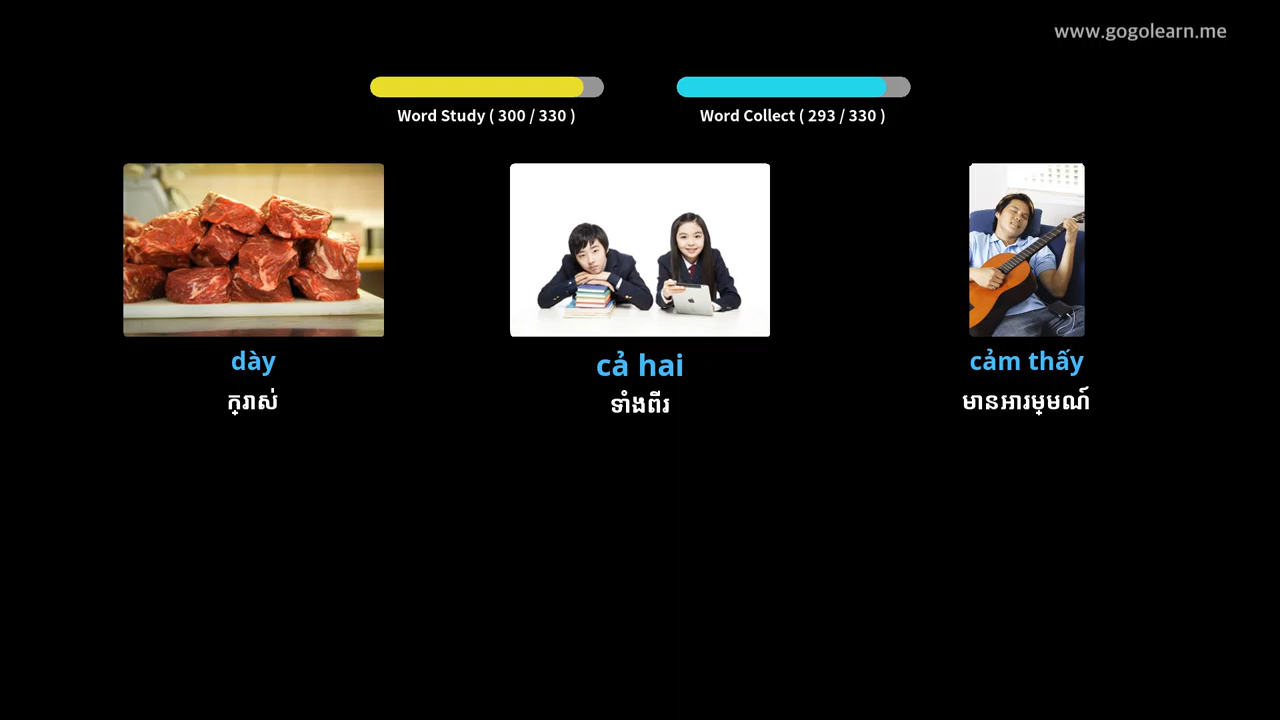 www.gogolearn.me
Word Study ( 300 / 330 )
Word Collect ( 293 / 330 )
dày
ក្រាស់
cả hai
ទាំងពីរ
cảm thấy
មានអារម្មណ៍